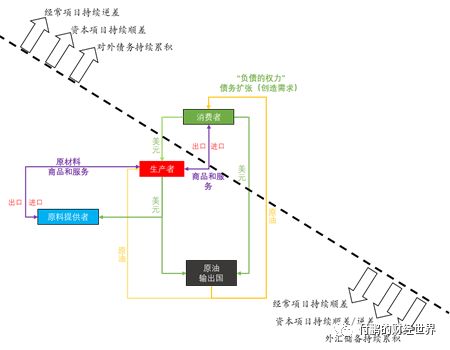 经常项目持续逆差
资本项目持续顺差
对外债务持续累积
"负债的权力"
债务扩张（创造需求）
消费者
美元
出口 进口
美元
原材料
商品和服务
生产者
商品和服
务
出口 进口
原油
原料提供者
美元
原油
原油
输出国
经常项目持续顺差
资本项目持续顺差/逆差
外汇储备持续累积
付鹏的财经世界